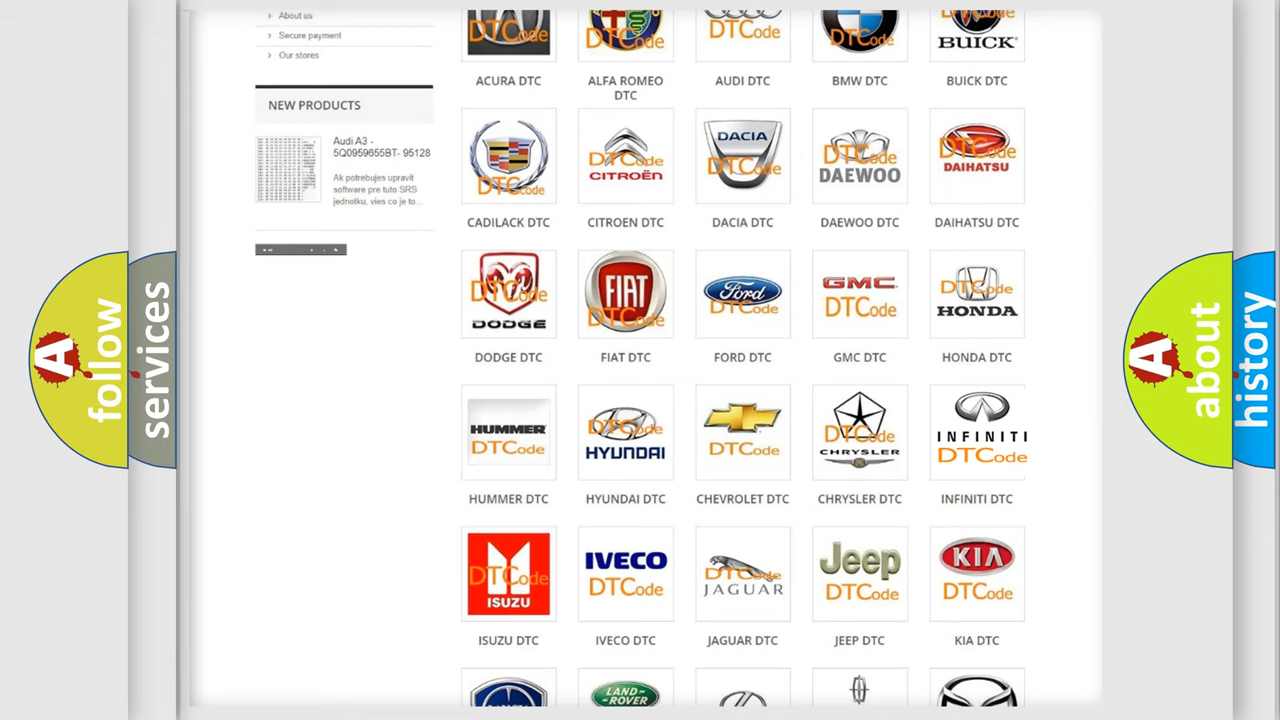 About us
Secure payment
Our stores
NEW PRODUCTS
Audi A3 -
5Q0959655BT- 95128
Ak potrebujes upravit
software pre tuto SRS
jednotku, vies co je to...
DTCode
DTCode
DTCode
DTCode
BUICK
ACURA DTC
ALFA ROMEO
DTC
AUDI DTC
BMW DTC
BUICK DTC
DTCode
DTCode
CITROËN
DACIA
DTCode
DTCode
DAEWOO
DTCode
DAIHATSU
CADILACK DTC
CITROEN DTC
DACIA DTC
DAEWOO DTC
DAIHATSU DTC
DTCode
DODGE
FIAT
DTCode
Ford
DTCode
GMC
DTCode
DTCode
HONDA
DODGE DTC
FIAT DTC
FORD DTC
GMC DTC
HONDA DTC
HUMMER
DTCode
DTCode
HYUNDAI
DTCode
DTCode
CHRYSLER
INFINITI
DTCode
HUMMER DTC
HYUNDAI DTC
CHEVROLET DTC
CHRYSLER DTC
INFINITI DTC
DTCode
ISUZU
IVECO
DTCode
DTCode
JAGUAR
Jeep
DTCode
KIA
DTCode
ISUZU DTC
IVECO DTC
JAGUAR DTC
JEEP DTC
KIA DTC
LAND-
ROVER
A follow
services
A about
history